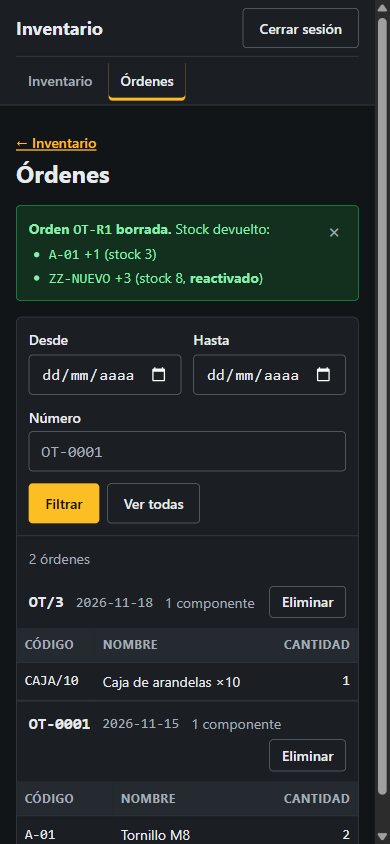 Inventario
Cerrar sesión
Inventario
Órdenes
← Inventario
Órdenes
Orden OT-R1 borrada. Stock devuelto:
• A-01 +1 (stock 3)
• ZZ-NUEVO +3 (stock 8, reactivado)
×
Desde
Hasta
dd/mm/aaaa
dd/mm/aaaa
Número
OT-0001
Filtrar
Ver todas
2 órdenes
OT/3 2026-11-18 1 componente Eliminar
CÓDIGO NOMBRE CANTIDAD
CAJA/10 Caja de arandelas ×10 1
OT-0001 2026-11-15 1 componente
Eliminar
CÓDIGO NOMBRE CANTIDAD
A-01 Tornillo M8 2